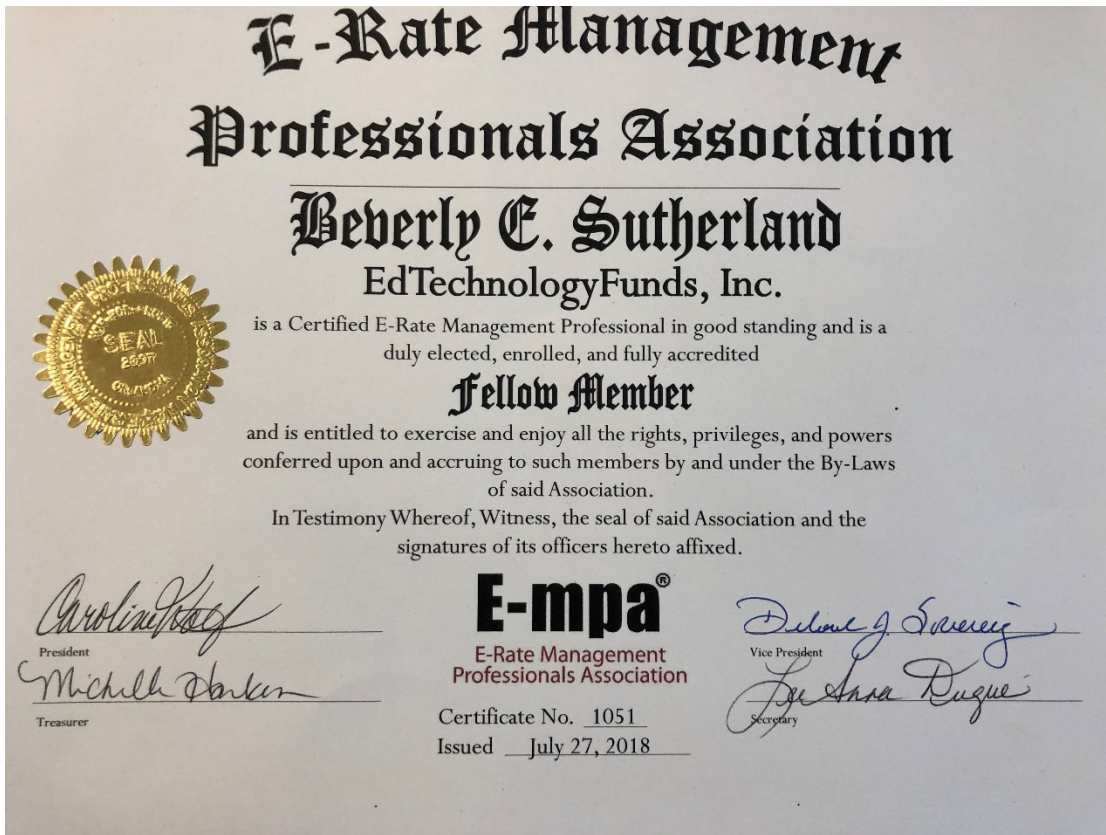 E-Rate Management
Professionals Association
Beverly E. Sutherland
EdTechnologyFunds, Inc.
is a Certified E-Rate Management Professional in good standing and is a
duly elected, enrolled, and fully accredited
Fellow Member
and is entitled to exercise and enjoy all the rights, privileges, and powers
conferred upon and accruing to such members by and under the By-Laws
of said Association.
In Testimony Whereof, Witness, the seal of said Association and the
signatures of its officers hereto affixed.
SEAL
E-mpa®
E-Rate Management
Professionals Association
President
Michelle
Treasurer
Vice President
Secretary
Certificate No. 1051
Issued July 27, 2018